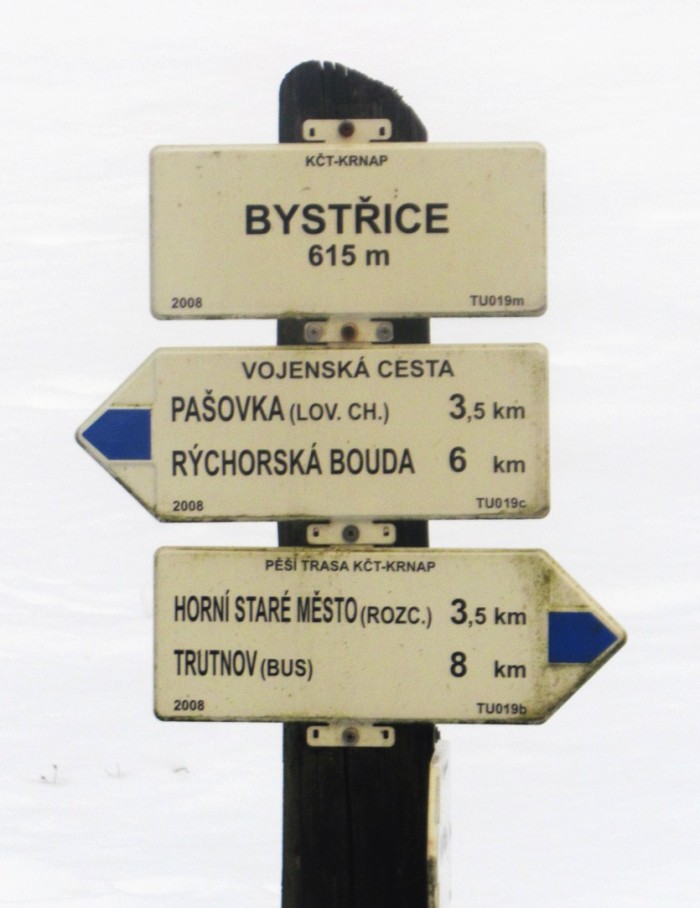 KČT-KRNAP
BYSTŘICE
615 m
2008 TU019m
VOJENSKÁ CESTA
PAŠOVKA (LOV. CH.) 3,5 km
RÝCHORSKÁ BOUDA 6 km
2008 TU019c
PĚŠÍ TRASA KČT-KRNAP
HORNÍ STARÉ MĚSTO (ROZC.) 3,5 km
TRUTNOV (BUS) 8 km
2008 TU019b